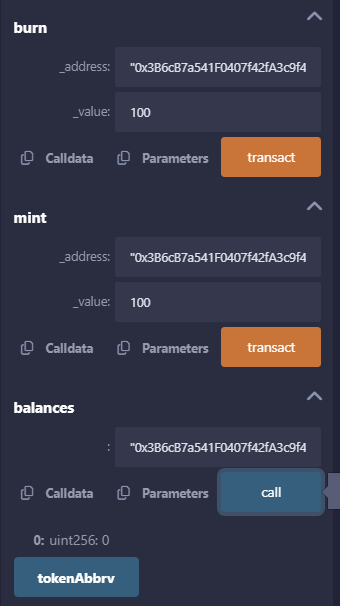 burn
_address: "0x3B6cB7a541F0407f42fA3c9f4
_value: 100
Calldata Parameters transact
mint
_address: "0x3B6cB7a541F0407f42fA3c9f4
_value: 100
Calldata Parameters transact
balances
: "0x3B6cB7a541F0407f42fA3c9f4
Calldata Parameters call
0: uint256: 0
tokenAbbrv